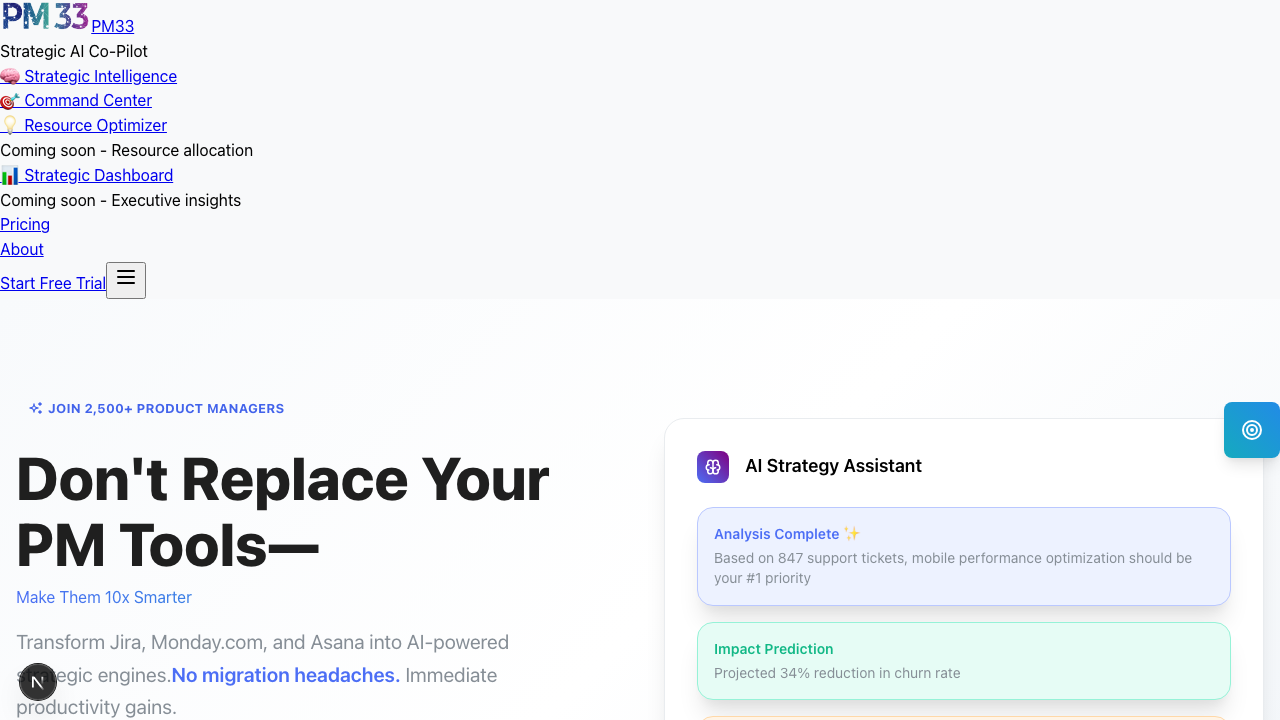 PM 33 PM33
Strategic AI Co-Pilot
🧠 Strategic Intelligence
🎯 Command Center
💡 Resource Optimizer
Coming soon - Resource allocation
📊 Strategic Dashboard
Coming soon - Executive insights
Pricing
About
Start Free Trial
JOIN 2,500+ PRODUCT MANAGERS
Don't Replace Your
PM Tools—
Make Them 10x Smarter
Transform Jira, Monday.com, and Asana into AI-powered
strategic engines.No migration headaches. Immediate
productivity gains.
N
AI Strategy Assistant
Analysis Complete ✨
Based on 847 support tickets, mobile performance optimization should be
your #1 priority
Impact Prediction
Projected 34% reduction in churn rate